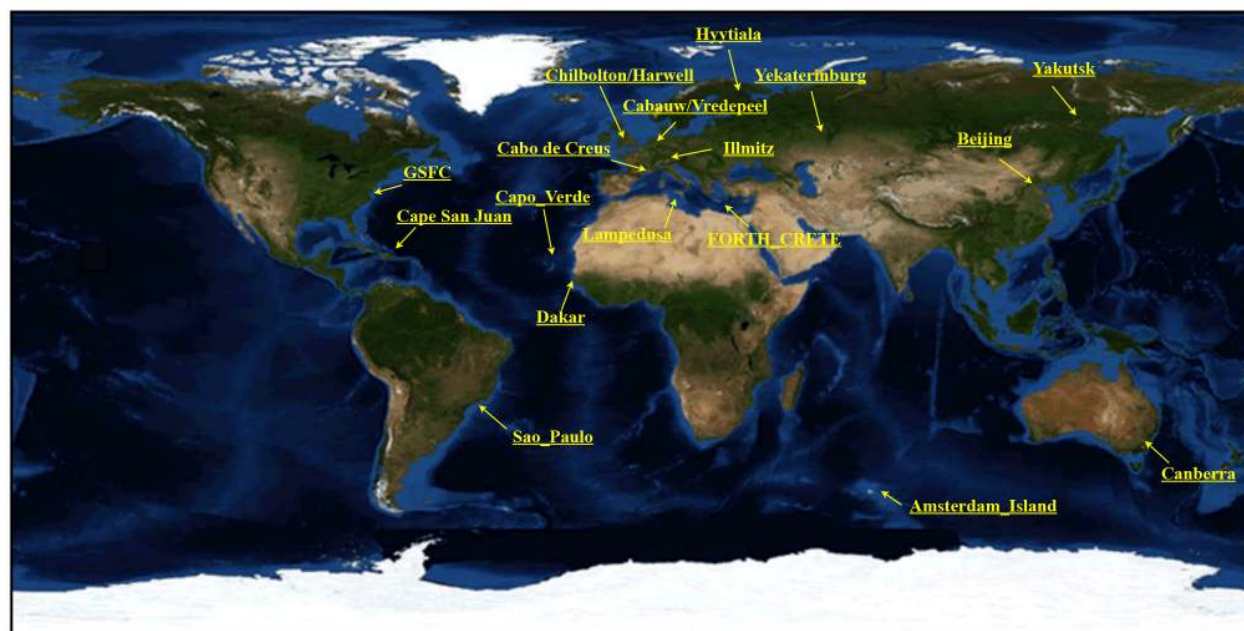 Hyytiala
Chilbolton/Harwell
Yekaterinburg
Yakutsk
Cabauw/Vredepeel
Cabo de Creus
Illmitz
Beijing
GSFC
Capo_Verde
Cape San Juan
Lampedusa
FORTH_CRETE
Dakar
Sao_Paulo
Canberra
Amsterdam_Island